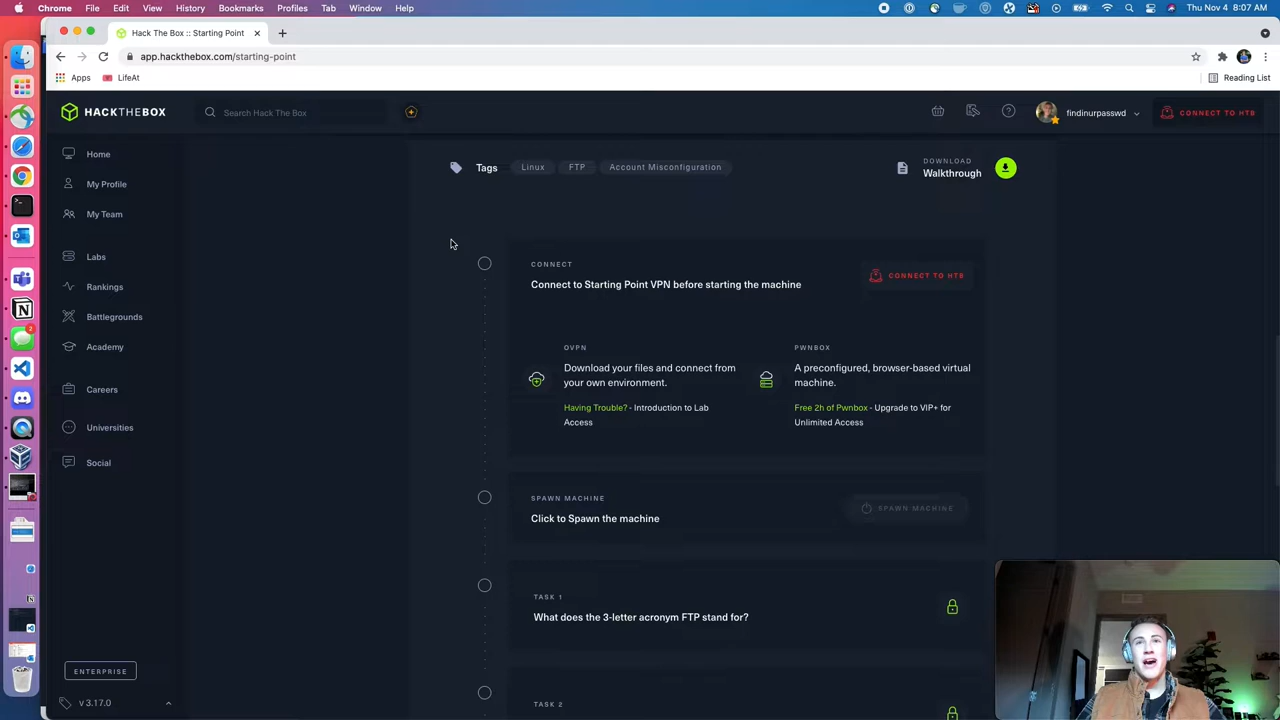 Chrome File Edit View History Bookmarks Profiles Tab Window Help Thu Nov 4 8:07 AM
Hack The Box :: Starting Point
app.hackthebox.com/starting-point
Apps LifeAt Reading List
HACKTHEBOX Search Hack The Box findinurpasswd CONNECT TO HTB
Home
My Profile
My Team
Labs
Rankings
Battlegrounds
Academy
Careers
Universities
Social
ENTERPRISE
v 3.17.0
Tags Linux FTP Account Misconfiguration
DOWNLOAD
Walkthrough
CONNECT
Connect to Starting Point VPN before starting the machine
CONNECT TO HTB
OVPN
Download your files and connect from
your own environment.
Having Trouble? - Introduction to Lab
Access
PWNBOX
A preconfigured, browser-based virtual
machine.
Free 2h of Pwnbox - Upgrade to VIP+ for
Unlimited Access
SPAWN MACHINE
Click to Spawn the machine
SPAWN MACHINE
TASK 1
What does the 3-letter acronym FTP stand for?
TASK 2
2